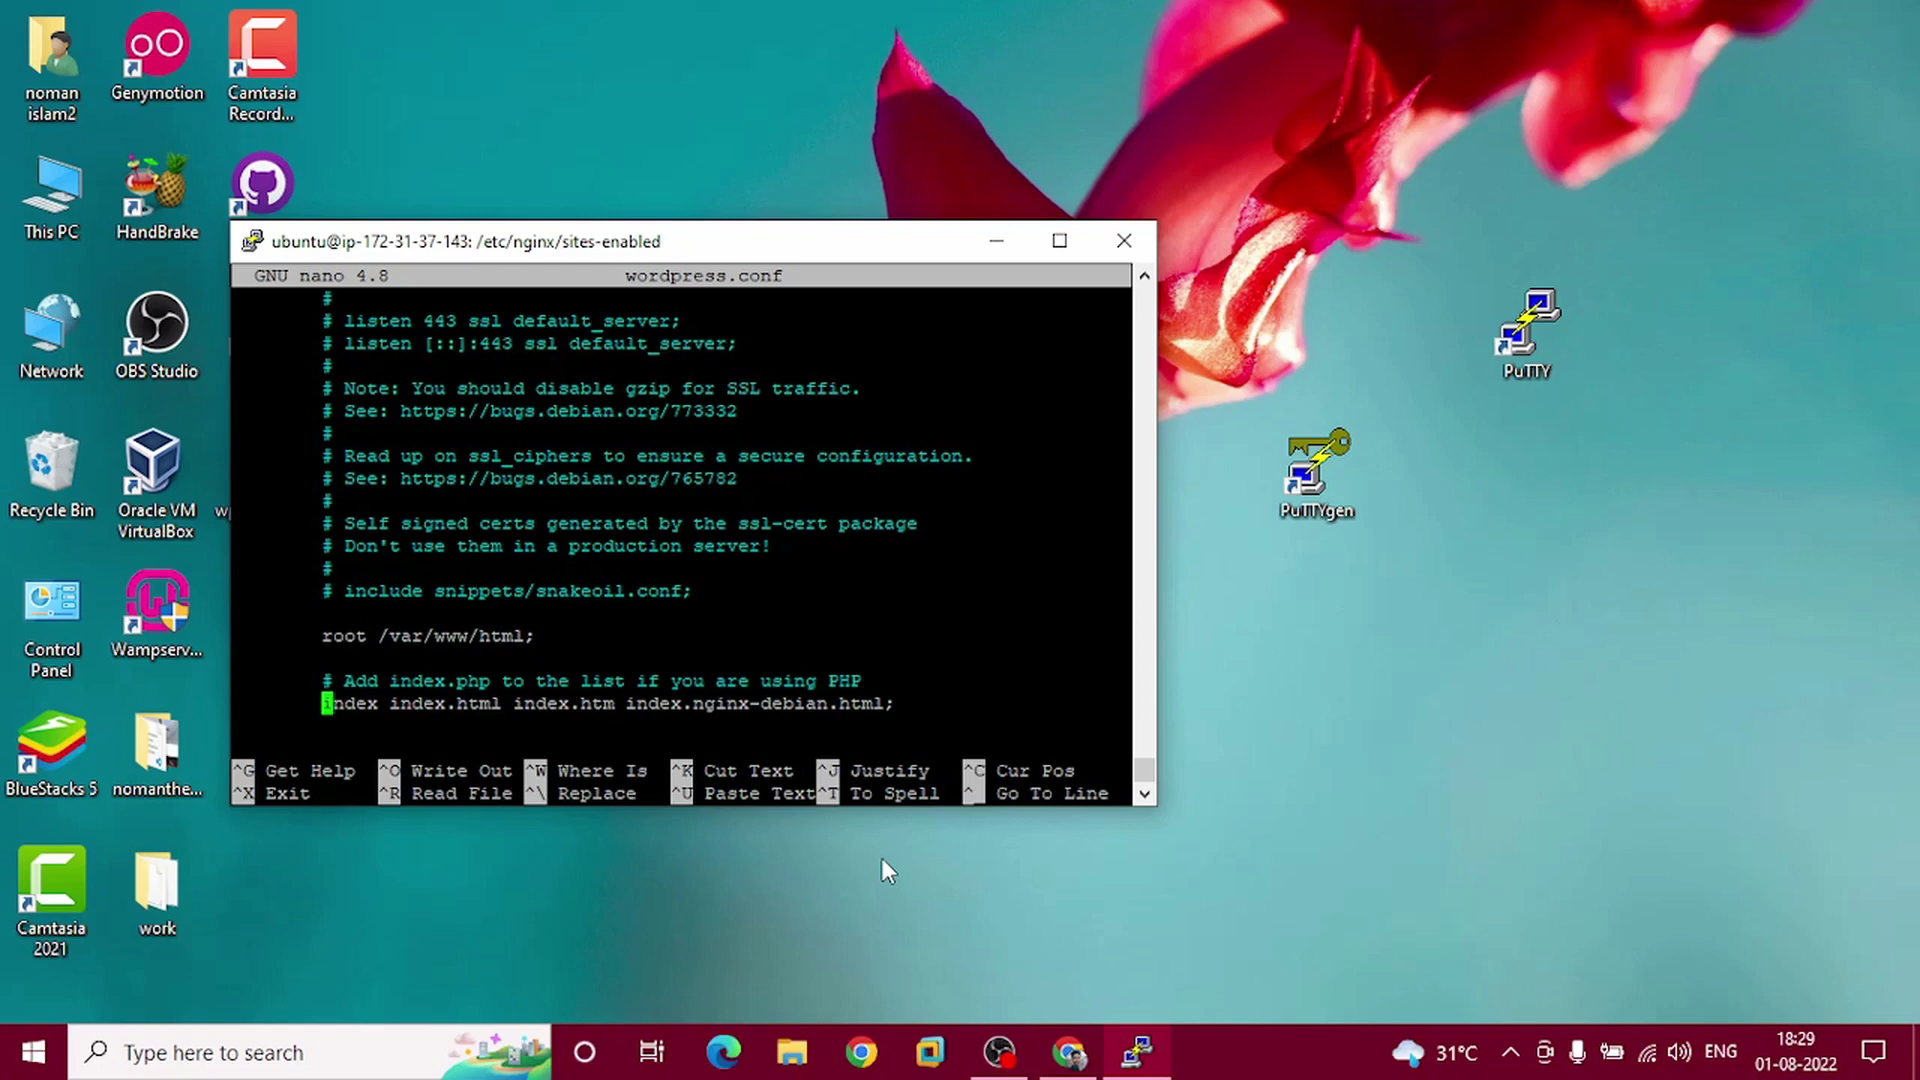 noman
islam2
Genymotion
Camtasia
Record...
This PC
HandBrake
Network
OBS Studio
Recycle Bin
Oracle VM
VirtualBox
Control
Panel
Wampserv...
BlueStacks 5
nomanthe...
Camtasia
2021
work
PuTTY
PuTTYgen
ubuntu@ip-172-31-37-143: /etc/nginx/sites-enabled
GNU nano 4.8 wordpress.conf
#
# listen 443 ssl default_server;
# listen [::]:443 ssl default_server;
#
# Note: You should disable gzip for SSL traffic.
# See: https://bugs.debian.org/773332
#
# Read up on ssl_ciphers to ensure a secure configuration.
# See: https://bugs.debian.org/765782
#
# Self signed certs generated by the ssl-cert package
# Don't use them in a production server!
#
# include snippets/snakeoil.conf;
root /var/www/html;
# Add index.php to the list if you are using PHP
index index.html index.htm index.nginx-debian.html;
^G Get Help ^O Write Out ^W Where Is ^K Cut Text ^J Justify ^C Cur Pos
^X Exit ^R Read File ^\ Replace ^U Paste Text ^T To Spell ^_ Go To Line
Type here to search
31°C
ENG
18:29
01-08-2022